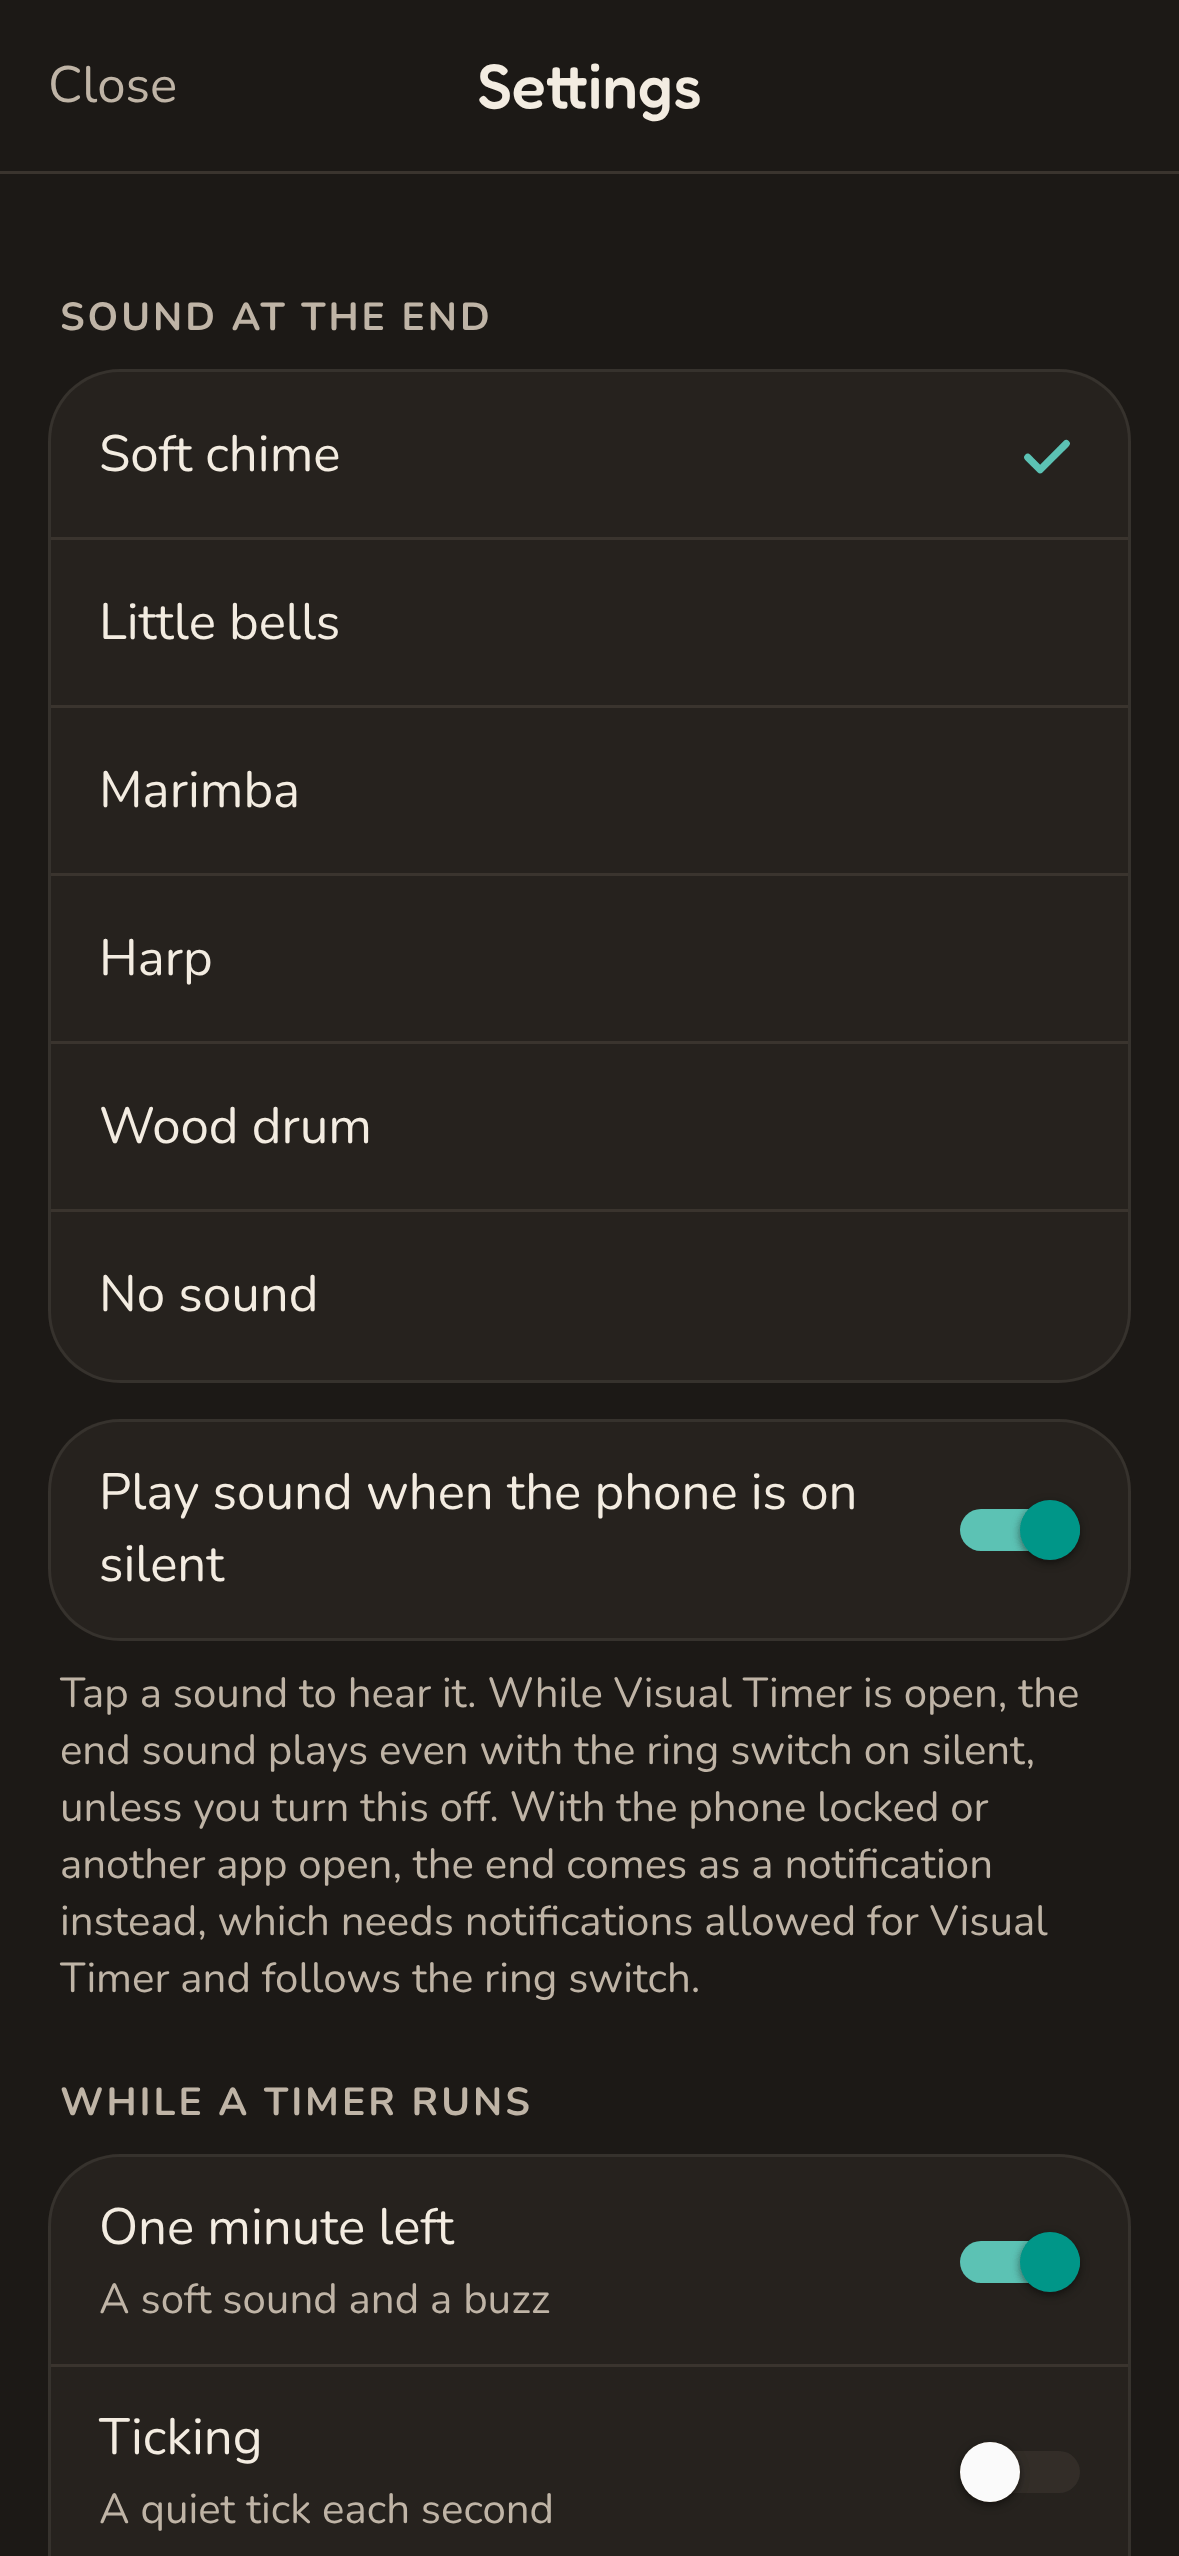 Close
Settings
SOUND AT THE END
Soft chime
Little bells
Marimba
Harp
Wood drum
No sound
Play sound when the phone is on
silent
Tap a sound to hear it. While Visual Timer is open, the
end sound plays even with the ring switch on silent,
unless you turn this off. With the phone locked or
another app open, the end comes as a notification
instead, which needs notifications allowed for Visual
Timer and follows the ring switch.
WHILE A TIMER RUNS
One minute left
A soft sound and a buzz
Ticking
A quiet tick each second